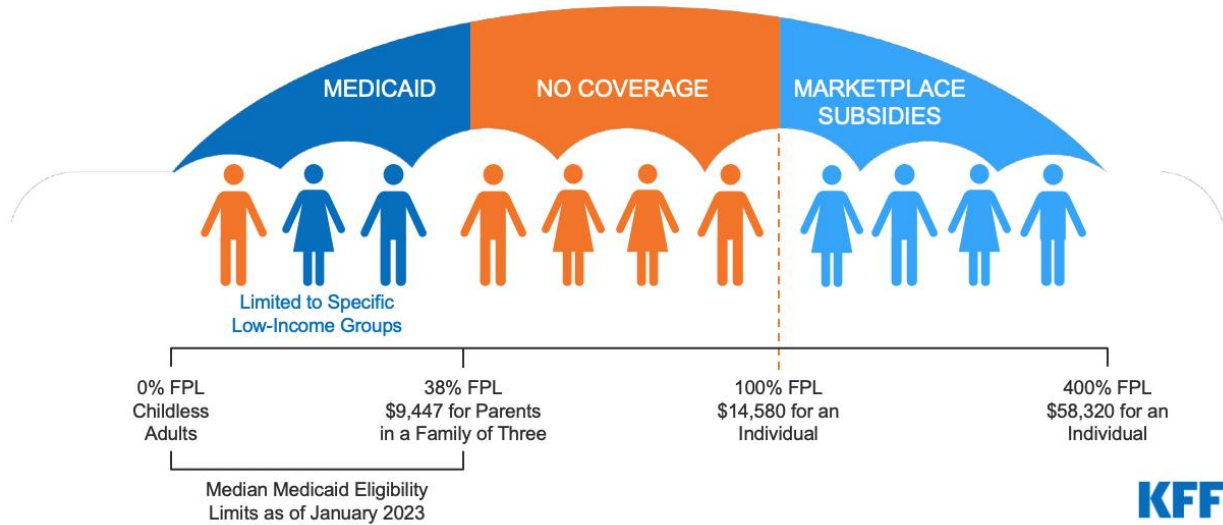 MEDICAID
NO COVERAGE
MARKETPLACE
SUBSIDIES
Limited to Specific
Low-Income Groups
0% FPL
Childless
Adults
38% FPL
$9,447 for Parents
in a Family of Three
100% FPL
$14,580 for an
Individual
400% FPL
$58,320 for an
Individual
Median Medicaid Eligibility
Limits as of January 2023
KFF